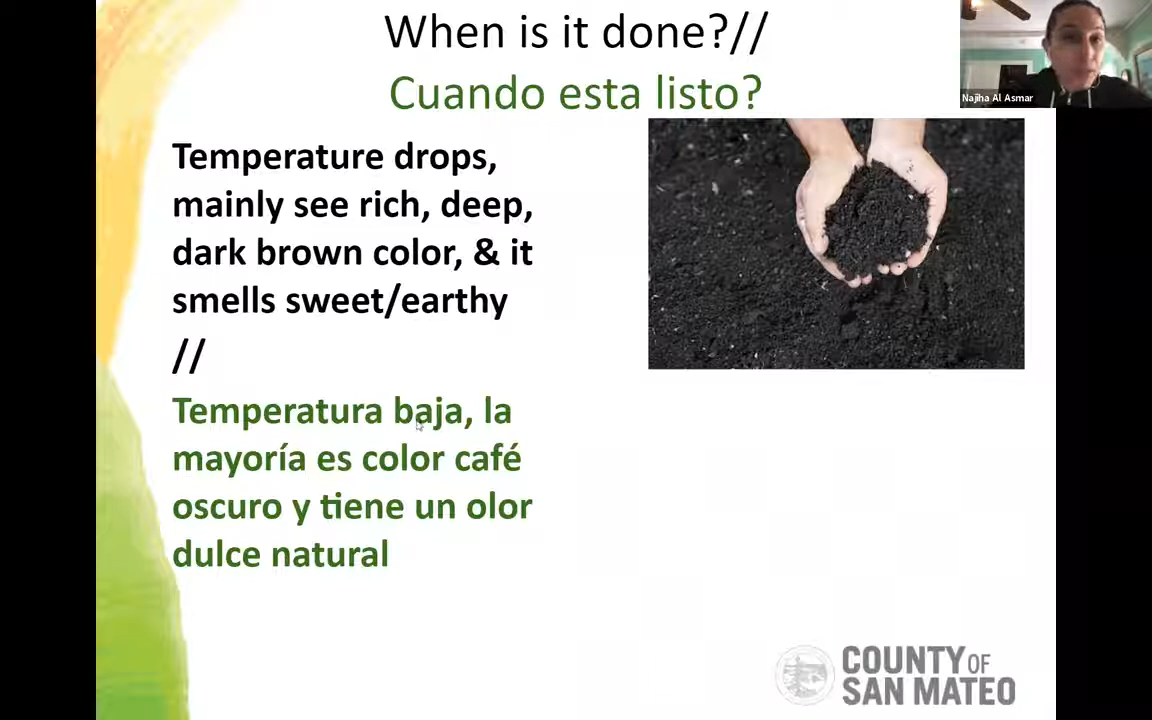 When is it done?//
Cuando esta listo?
Najiha Al Asmar
Temperature drops,
mainly see rich, deep,
dark brown color, & it
smells sweet/earthy
//
Temperatura baja, la
mayoría es color café
oscuro y tiene un olor
dulce natural
COUNTY OF
SAN MATEO